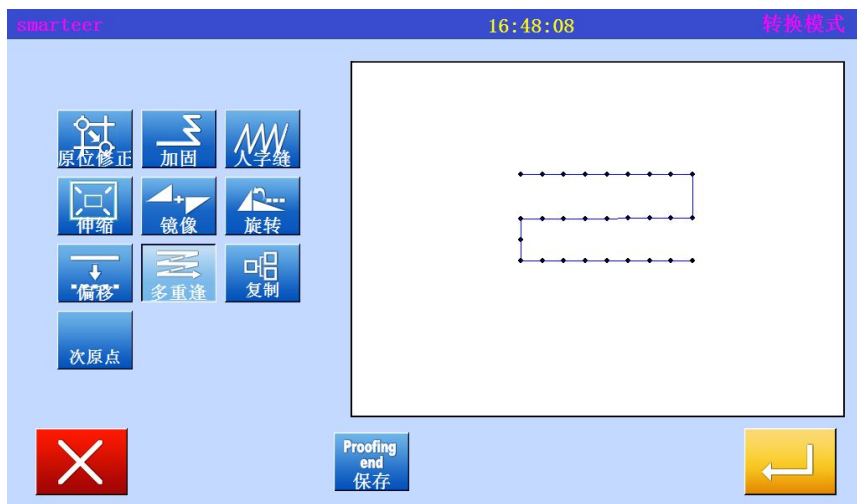 smarteer
16:48:08
转换模式
原位修正
加固
人字缝
伸缩
镜像
旋转
偏移
多重逢
复制
次原点
Proofing
end
保存